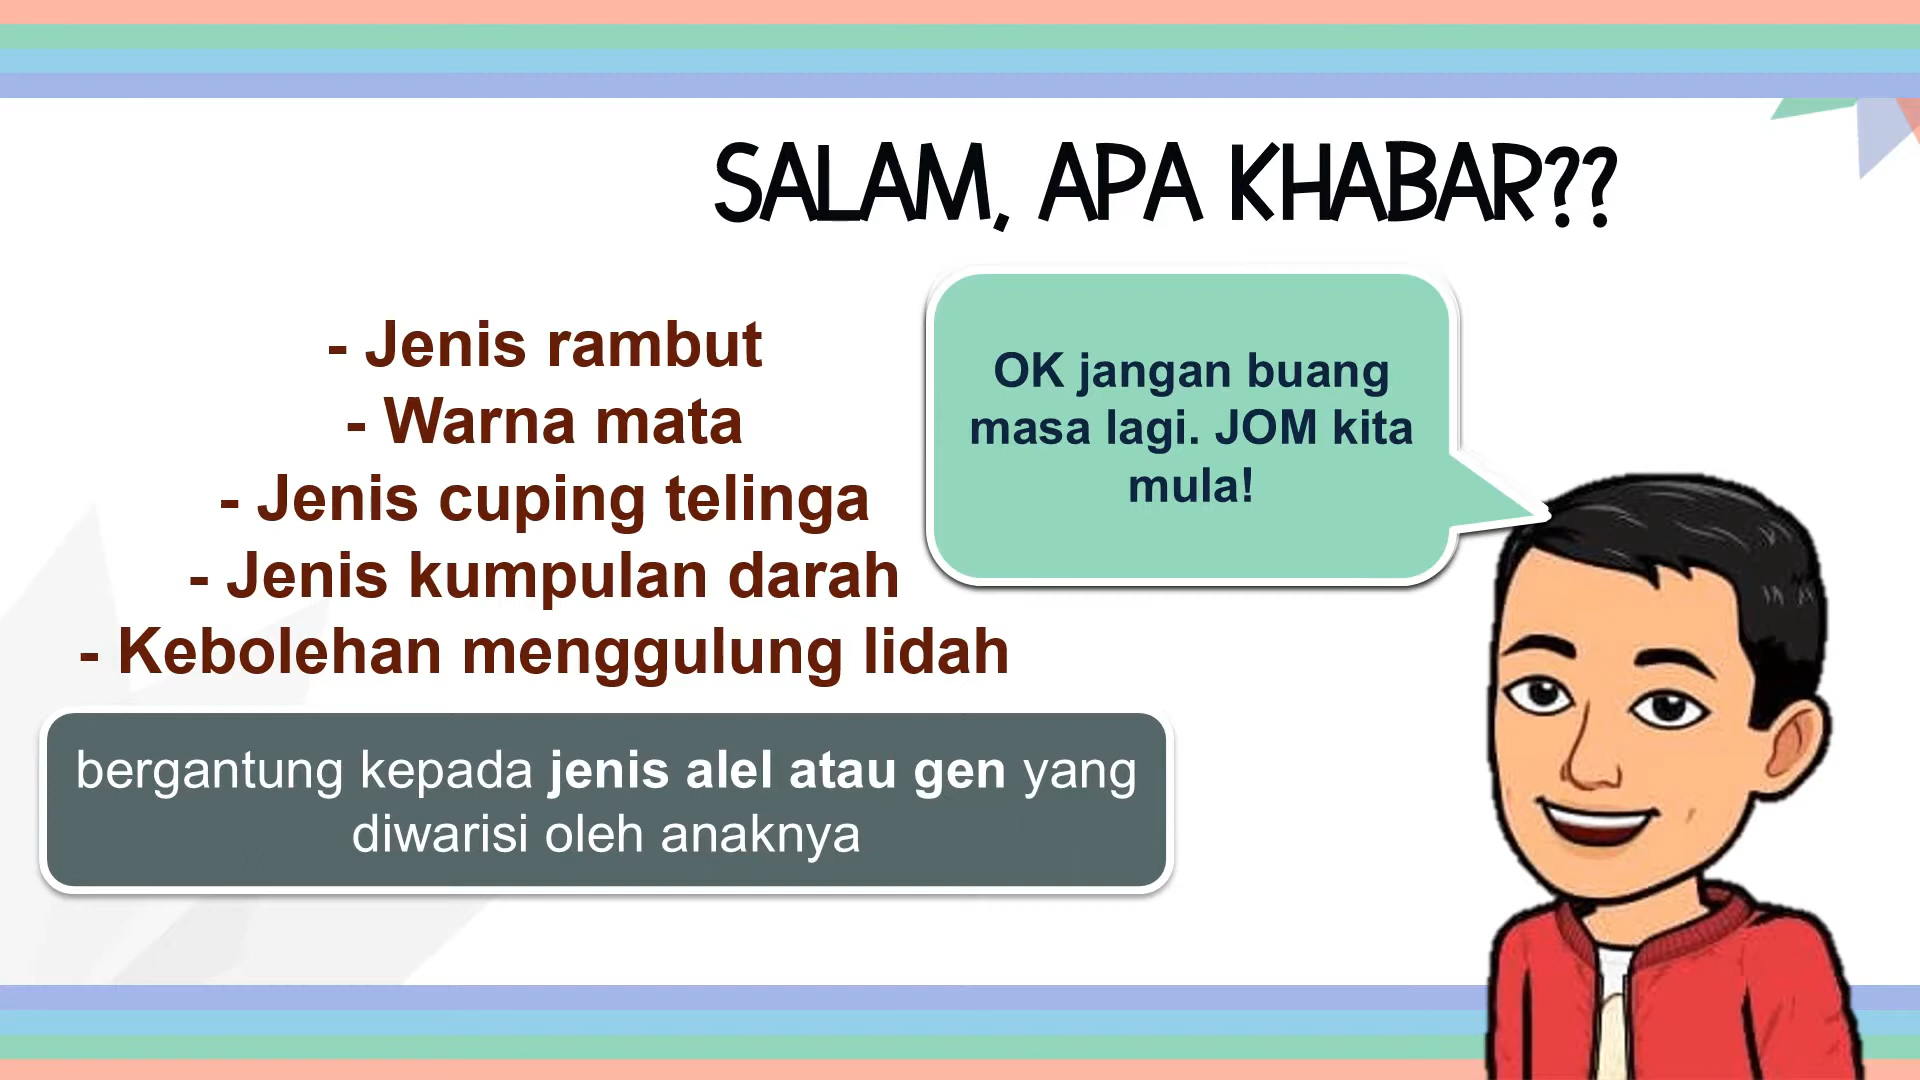 SALAM, APA KHABAR??
- Jenis rambut
- Warna mata
- Jenis cuping telinga
- Jenis kumpulan darah
- Kebolehan menggulung lidah
OK jangan buang
masa lagi. JOM kita
mula!
bergantung kepada jenis alel atau gen yang
diwarisi oleh anaknya